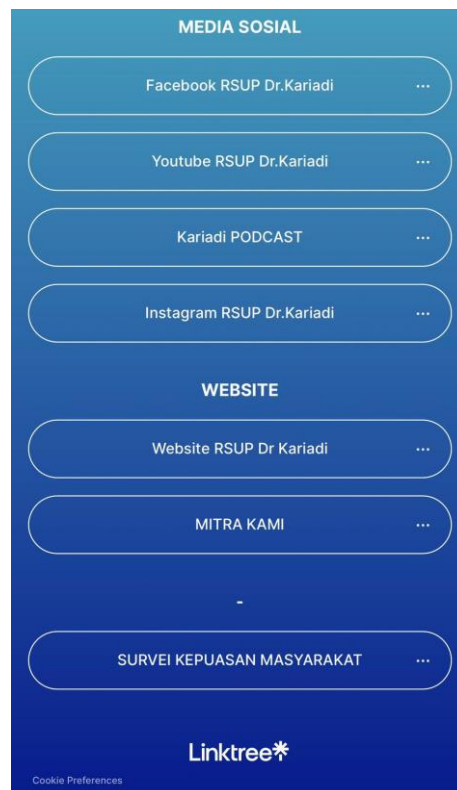 MEDIA SOSIAL
Facebook RSUP Dr.Kariadi ...
Youtube RSUP Dr.Kariadi ...
Kariadi PODCAST ...
Instagram RSUP Dr.Kariadi ...
WEBSITE
Website RSUP Dr Kariadi ...
MITRA KAMI ...
-
SURVEI KEPUASAN MASYARAKAT ...
Linktree*
Cookie Preferences